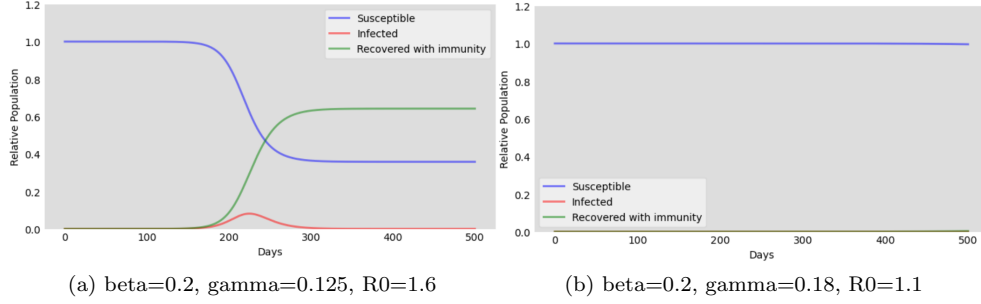 1.2
1.0
0.8
0.6
0.4
0.2
0.0
Relative Population
Susceptible
Infected
Recovered with immunity
0 100 200 300 400 500
Days
(a) beta=0.2, gamma=0.125, R0=1.6
1.2
1.0
0.8
0.6
0.4
0.2
0.0
Relative Population
Susceptible
Infected
Recovered with immunity
0 100 200 300 400 500
Days
(b) beta=0.2, gamma=0.18, R0=1.1